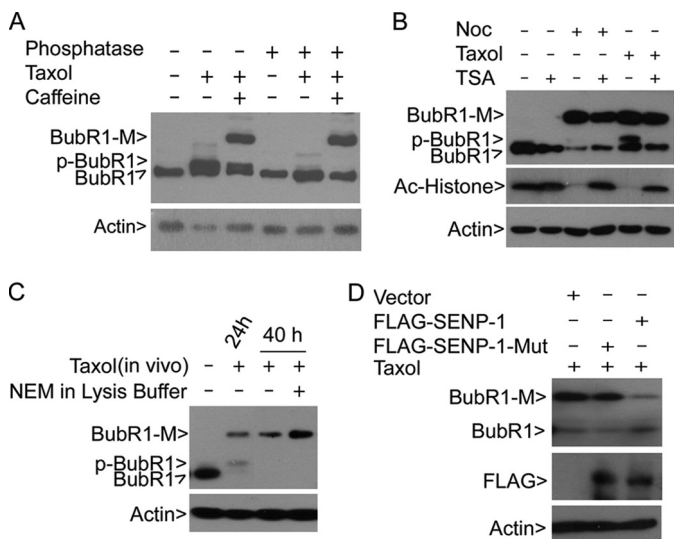 A
Phosphatase – – – + + +
Taxol – + + – + +
Caffeine – – + – – +
BubR1-M>
p-BubR1>
BubR1
Actin>
B
Noc – – + + – –
Taxol – – – – + +
TSA – + – + – +
BubR1-M>
p-BubR1>
BubR1
Ac-Histone>
Actin>
C
24h 40 h
Taxol(in vivo) – + + +
NEM in Lysis Buffer – – – +
BubR1-M>
p-BubR1>
BubR1
Actin>
D
Vector + – –
FLAG-SENP-1 – – +
FLAG-SENP-1-Mut – + –
Taxol + + +
BubR1-M>
BubR1>
FLAG>
Actin>